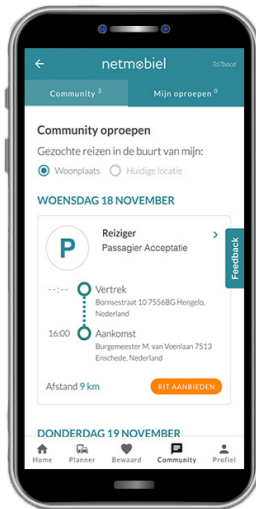 netmobiel
7d7b6cd
Community 3
Mijn oproepen 0
Community oproepen
Gezochte reizen in de buurt van mijn:
Woonplaats
Huidige locatie
WOENSDAG 18 NOVEMBER
P
Reiziger
Passagier Acceptatie
Feedback
--:-- Vertrek
Bornsestraat 10 7556BG Hengelo,
Nederland
16:00 Aankomst
Burgemeester M. van Veenlaan 7513
Enschede, Nederland
Afstand 9 km
RIT AANBIEDEN
DONDERDAG 19 NOVEMBER
Home Planner Bewaard Community Profiel